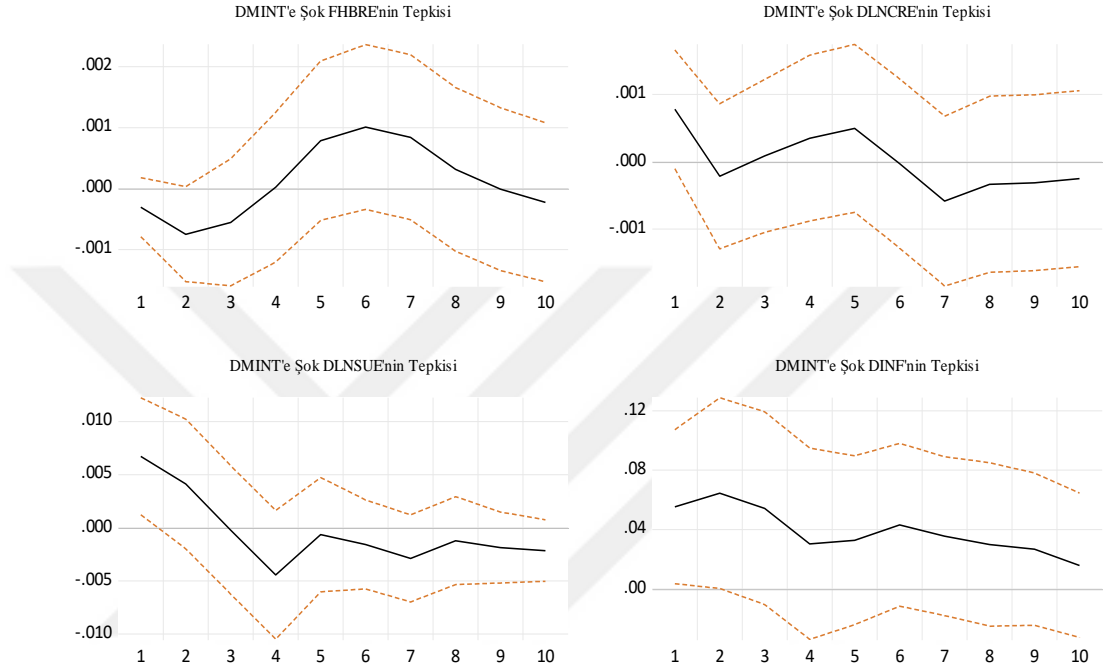 DMINT'e Şok FHBRE'nin Tepkisi
.002
.001
.000
-.001
1 2 3 4 5 6 7 8 9 10
DMINT'e Şok DLNCRE'nin Tepkisi
.001
.000
-.001
1 2 3 4 5 6 7 8 9 10
DMINT'e Şok DLNSUE'nin Tepkisi
.010
.005
.000
-.005
-.010
1 2 3 4 5 6 7 8 9 10
DMINT'e Şok DINF'nin Tepkisi
.12
.08
.04
.00
1 2 3 4 5 6 7 8 9 10